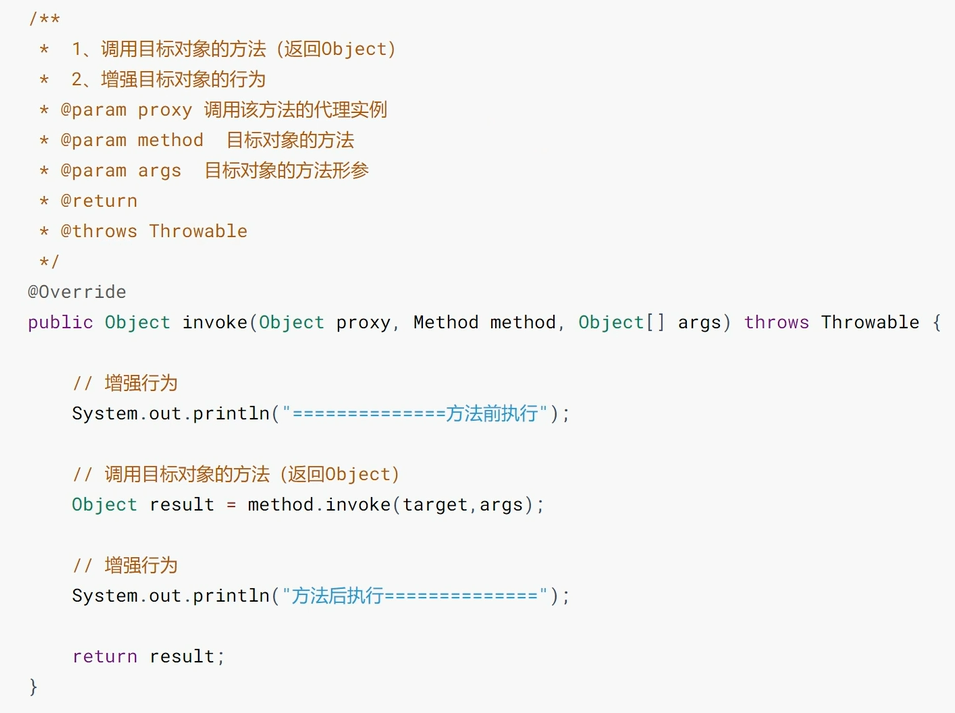 /**
 *  1、调用目标对象的方法（返回Object）
 *  2、增强目标对象的行为
 * @param proxy 调用该方法的代理实例
 * @param method  目标对象的方法
 * @param args  目标对象的方法形参
 * @return
 * @throws Throwable
 */
@Override
public Object invoke(Object proxy, Method method, Object[] args) throws Throwable {
    // 增强行为
    System.out.println("==============方法前执行");
    // 调用目标对象的方法（返回Object）
    Object result = method.invoke(target,args);
    // 增强行为
    System.out.println("方法后执行==============");
    return result;
}